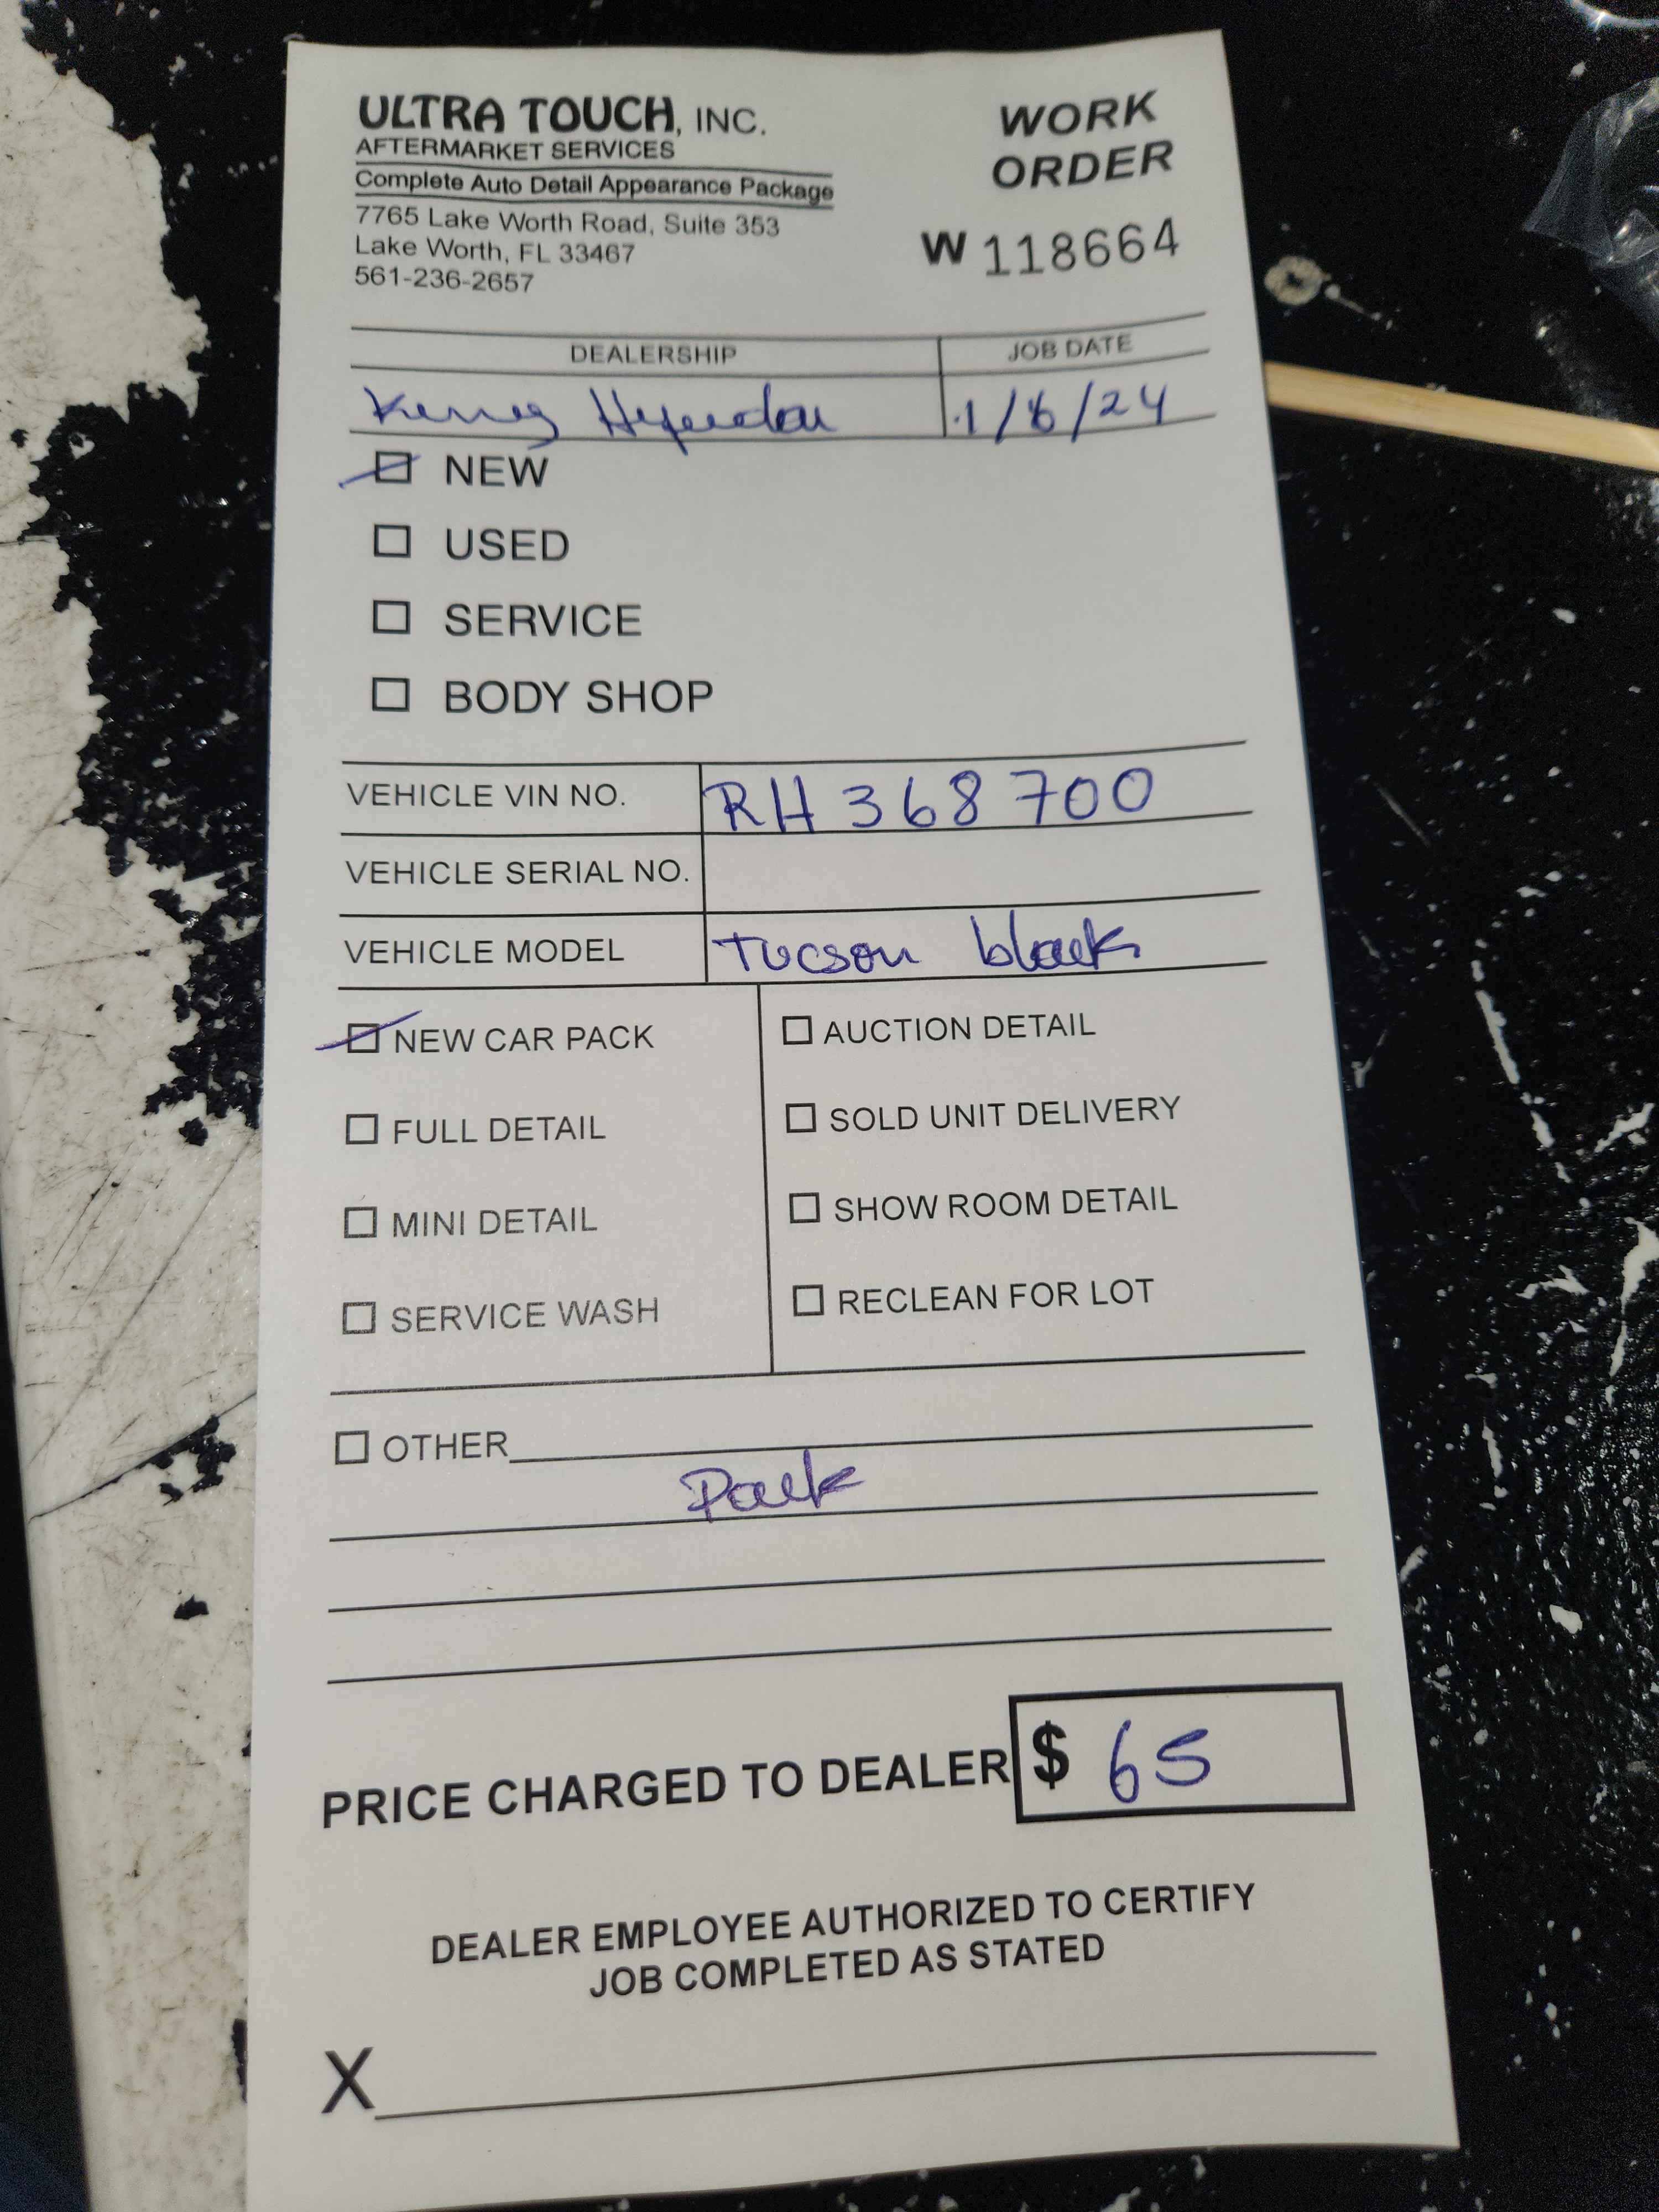 ULTRA TOUCH, INC.
AFTERMARKET SERVICES
Complete Auto Detail Appearance Package
7765 Lake Worth Road, Suite 353
Lake Worth, FL 33467
561-236-2657
WORK
ORDER
W 118664
DEALERSHIP
JOB DATE
1/8/24
NEW
USED
SERVICE
BODY SHOP
VEHICLE VIN NO. RH368700
VEHICLE SERIAL NO.
VEHICLE MODEL Tucson black
NEW CAR PACK
FULL DETAIL
MINI DETAIL
SERVICE WASH
AUCTION DETAIL
SOLD UNIT DELIVERY
SHOW ROOM DETAIL
RECLEAN FOR LOT
OTHER
Pack
PRICE CHARGED TO DEALER $ 65
DEALER EMPLOYEE AUTHORIZED TO CERTIFY
JOB COMPLETED AS STATED
X